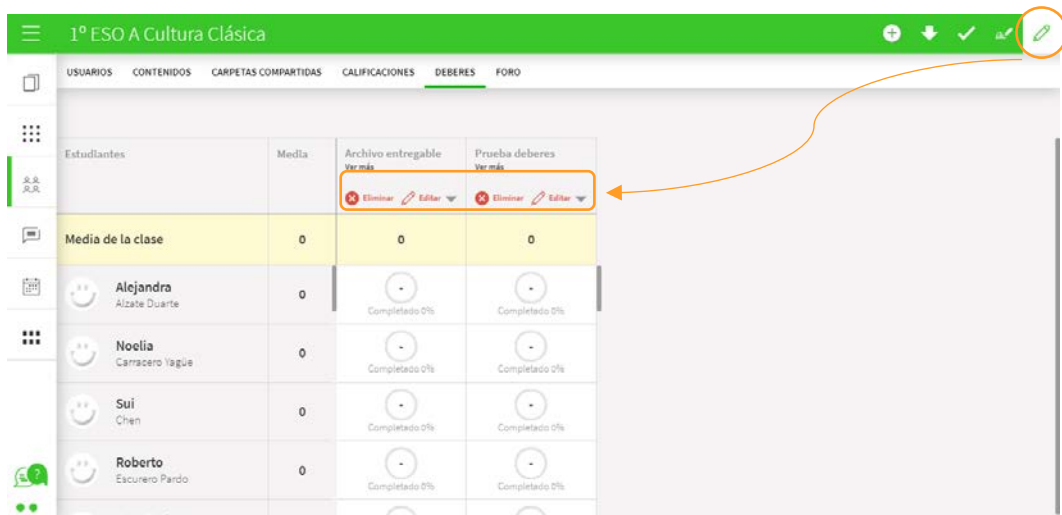 1º ESO A Cultura Clásica
USUARIOS CONTENIDOS CARPETAS COMPARTIDAS CALIFICACIONES DEBERES FORO
Estudiantes Media Archivo entregable Prueba deberes
Ver más Ver más
Eliminar Editar Eliminar Editar
Media de la clase 0 0 0
Alejandra 0 - -
Alzate Duarte Completado 0% Completado 0%
Noelia 0 - -
Carracero Yagüe Completado 0% Completado 0%
Sui 0 - -
Chen Completado 0% Completado 0%
Roberto 0 - -
Escurero Pardo Completado 0% Completado 0%
?